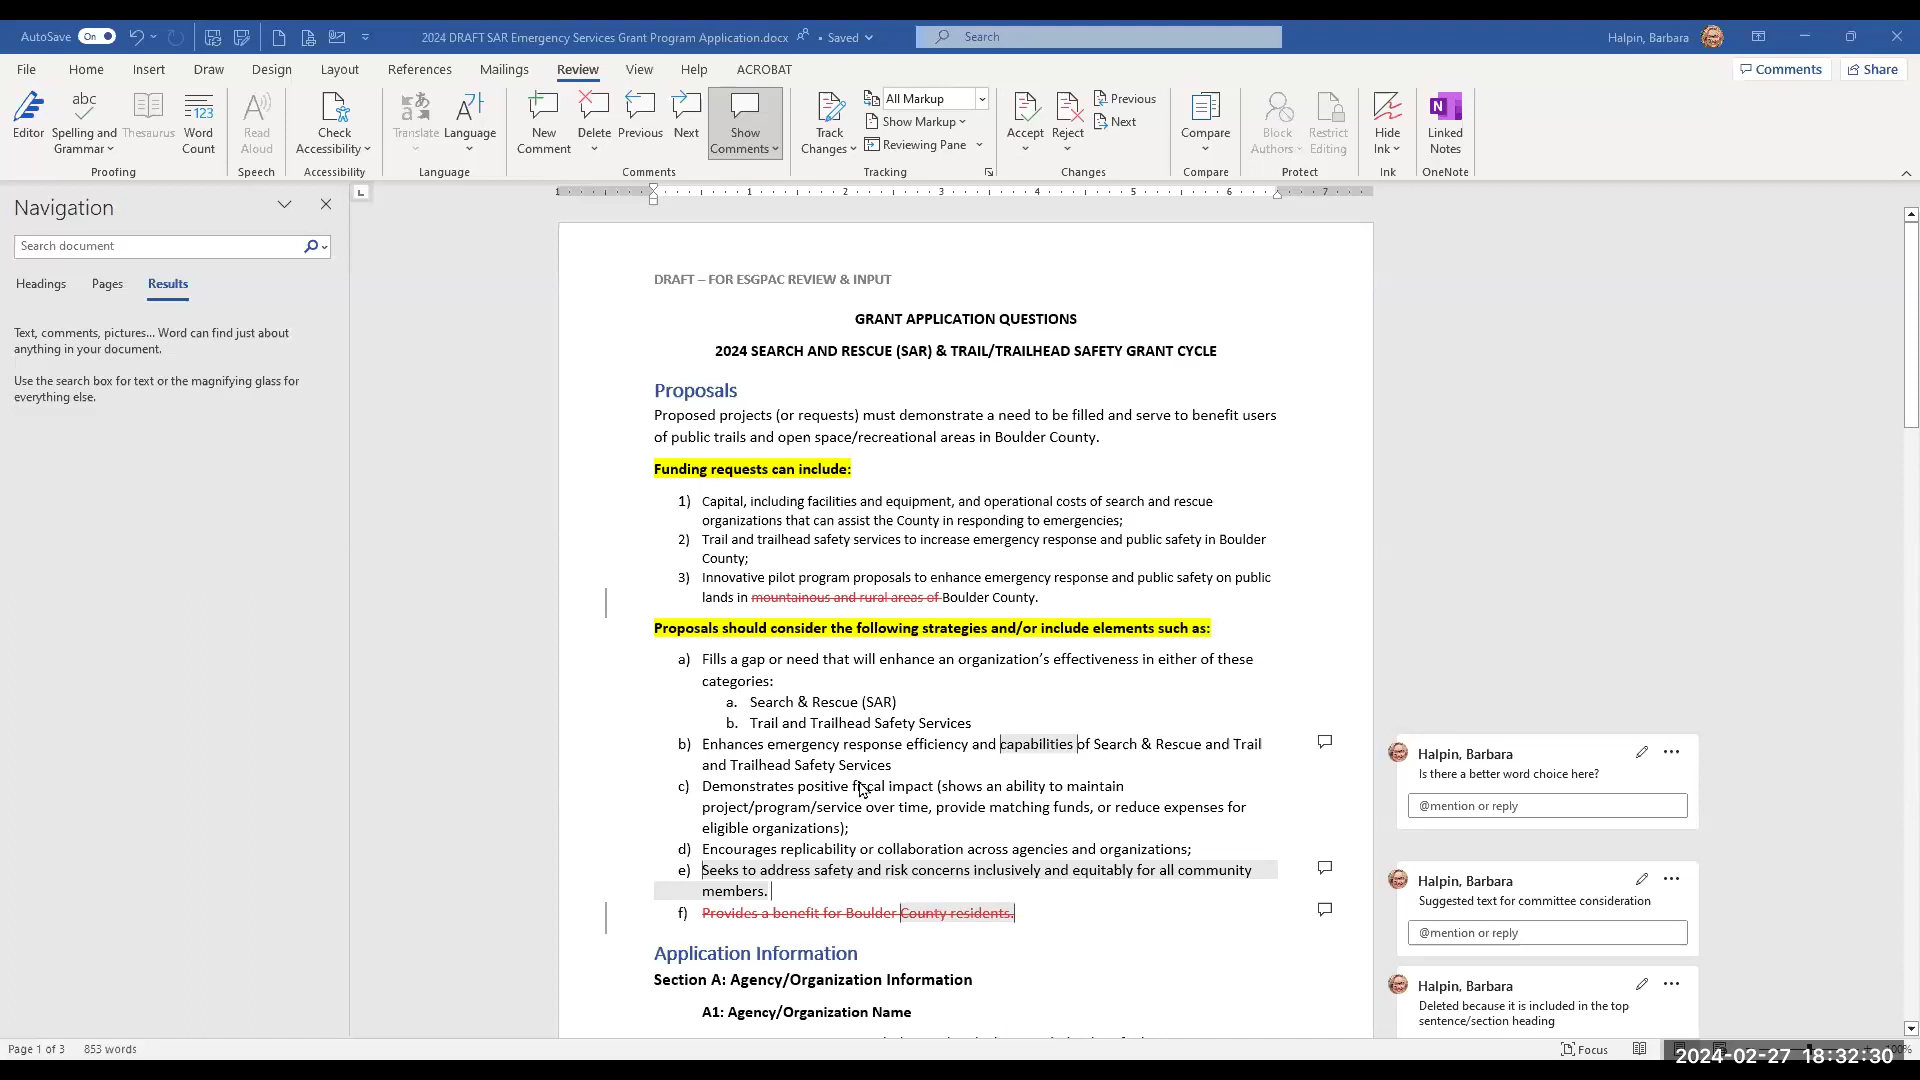 AutoSave On 2024 DRAFT SAR Emergency Services Grant Program Application.docx • Saved Search Halpin, Barbara
File Home Insert Draw Design Layout References Mailings Review View Help ACROBAT Comments Share
Editor
Spelling and Grammar
Thesaurus
Word Count
Proofing
Read Aloud
Speech
Check Accessibility
Accessibility
Translate
Language
Language
New Comment
Delete
Previous
Next
Show Comments
Comments
Track Changes
All Markup
Show Markup
Reviewing Pane
Tracking
Accept
Reject
Previous
Next
Changes
Compare
Compare
Block Authors
Restrict Editing
Protect
Hide Ink
Ink
Linked Notes
OneNote
1 1 2 3 4 5 6 7
Navigation
Search document
Headings Pages Results
Text, comments, pictures... Word can find just about
anything in your document.
Use the search box for text or the magnifying glass for
everything else.
DRAFT – FOR ESGPAC REVIEW & INPUT
GRANT APPLICATION QUESTIONS
2024 SEARCH AND RESCUE (SAR) & TRAIL/TRAILHEAD SAFETY GRANT CYCLE
Proposals
Proposed projects (or requests) must demonstrate a need to be filled and serve to benefit users
of public trails and open space/recreational areas in Boulder County.
Funding requests can include:
1) Capital, including facilities and equipment, and operational costs of search and rescue
organizations that can assist the County in responding to emergencies;
2) Trail and trailhead safety services to increase emergency response and public safety in Boulder
County;
3) Innovative pilot program proposals to enhance emergency response and public safety on public
lands in mountainous and rural areas of Boulder County.
Proposals should consider the following strategies and/or include elements such as:
a) Fills a gap or need that will enhance an organization’s effectiveness in either of these
categories:
a. Search & Rescue (SAR)
b. Trail and Trailhead Safety Services
b) Enhances emergency response efficiency and capabilities of Search & Rescue and Trail
and Trailhead Safety Services
c) Demonstrates positive fiscal impact (shows an ability to maintain
project/program/service over time, provide matching funds, or reduce expenses for
eligible organizations);
d) Encourages replicability or collaboration across agencies and organizations;
e) Seeks to address safety and risk concerns inclusively and equitably for all community
members.
f) Provides a benefit for Boulder County residents.
Application Information
Section A: Agency/Organization Information
A1: Agency/Organization Name
Halpin, Barbara
Is there a better word choice here?
@mention or reply
Halpin, Barbara
Suggested text for committee consideration
@mention or reply
Halpin, Barbara
Deleted because it is included in the top
sentence/section heading
Page 1 of 3 853 words Focus
2024-02-27 18:32:30